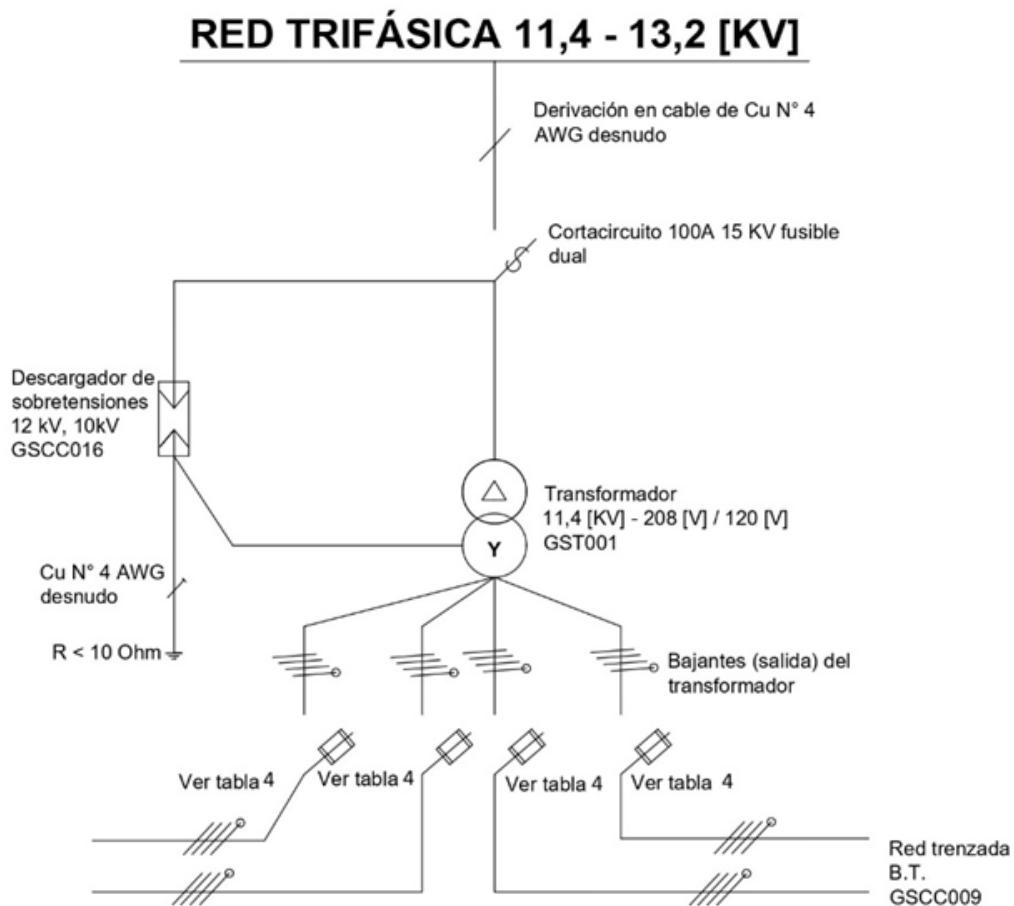 RED TRIFÁSICA 11,4 - 13,2 [KV]
Derivación en cable de Cu N° 4
AWG desnudo
Cortacircuito 100A 15 KV fusible
dual
Descargador de
sobretensiones
12 kV, 10kV
GSCC016
Transformador
11,4 [KV] - 208 [V] / 120 [V]
GST001
Y
Cu N° 4 AWG
desnudo
R < 10 Ohm
Bajantes (salida) del
transformador
Ver tabla 4
Ver tabla 4
Ver tabla 4
Ver tabla 4
Red trenzada
B.T.
GSCC009